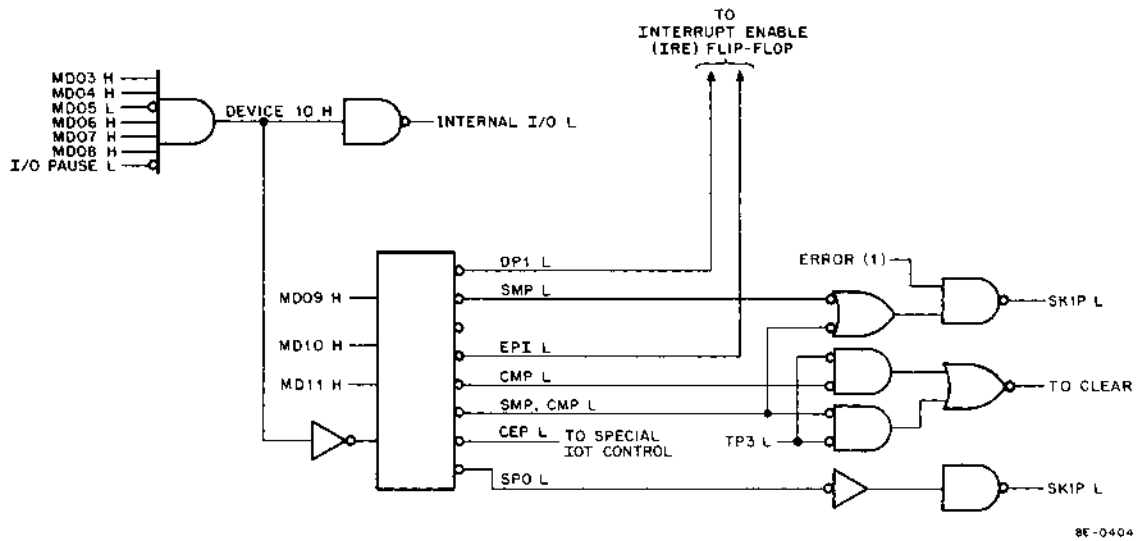 TO
INTERRUPT ENABLE
(IRE) FLIP-FLOP
MD03 H
MD04 H
MD05 L
MD06 H
MD07 H
MD08 H
I/O PAUSE L
DEVICE 10 H
INTERNAL I/O L
DPI L
SMP L
EPI L
CMP L
SMP, CMP L
CEP L
TO SPECIAL
IOT CONTROL
SPO L
MD09 H
MD10 H
MD11 H
ERROR (1)
SKIP L
TO CLEAR
TP3 L
SKIP L
8E-0404